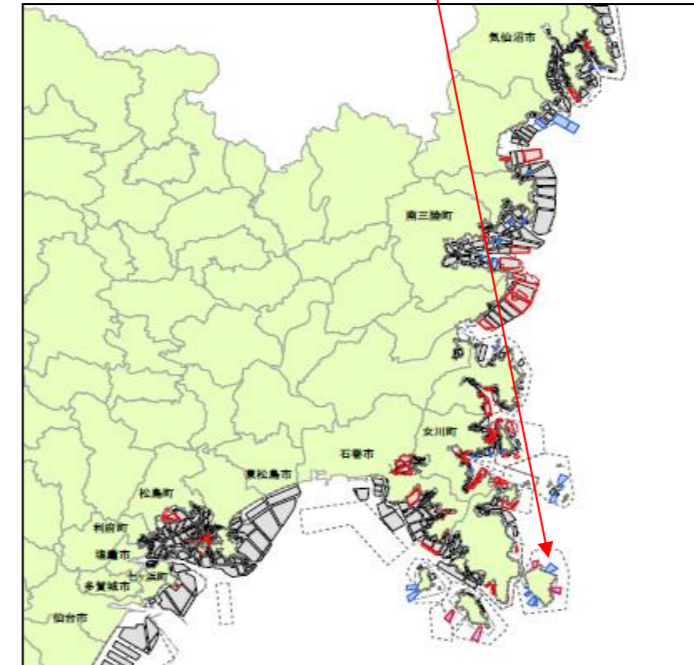 気仙沼市
南三陸町
女川町
石巻市
東松島市
松島町
利府町
塩竈市
七ヶ浜町
多賀城市
仙台市